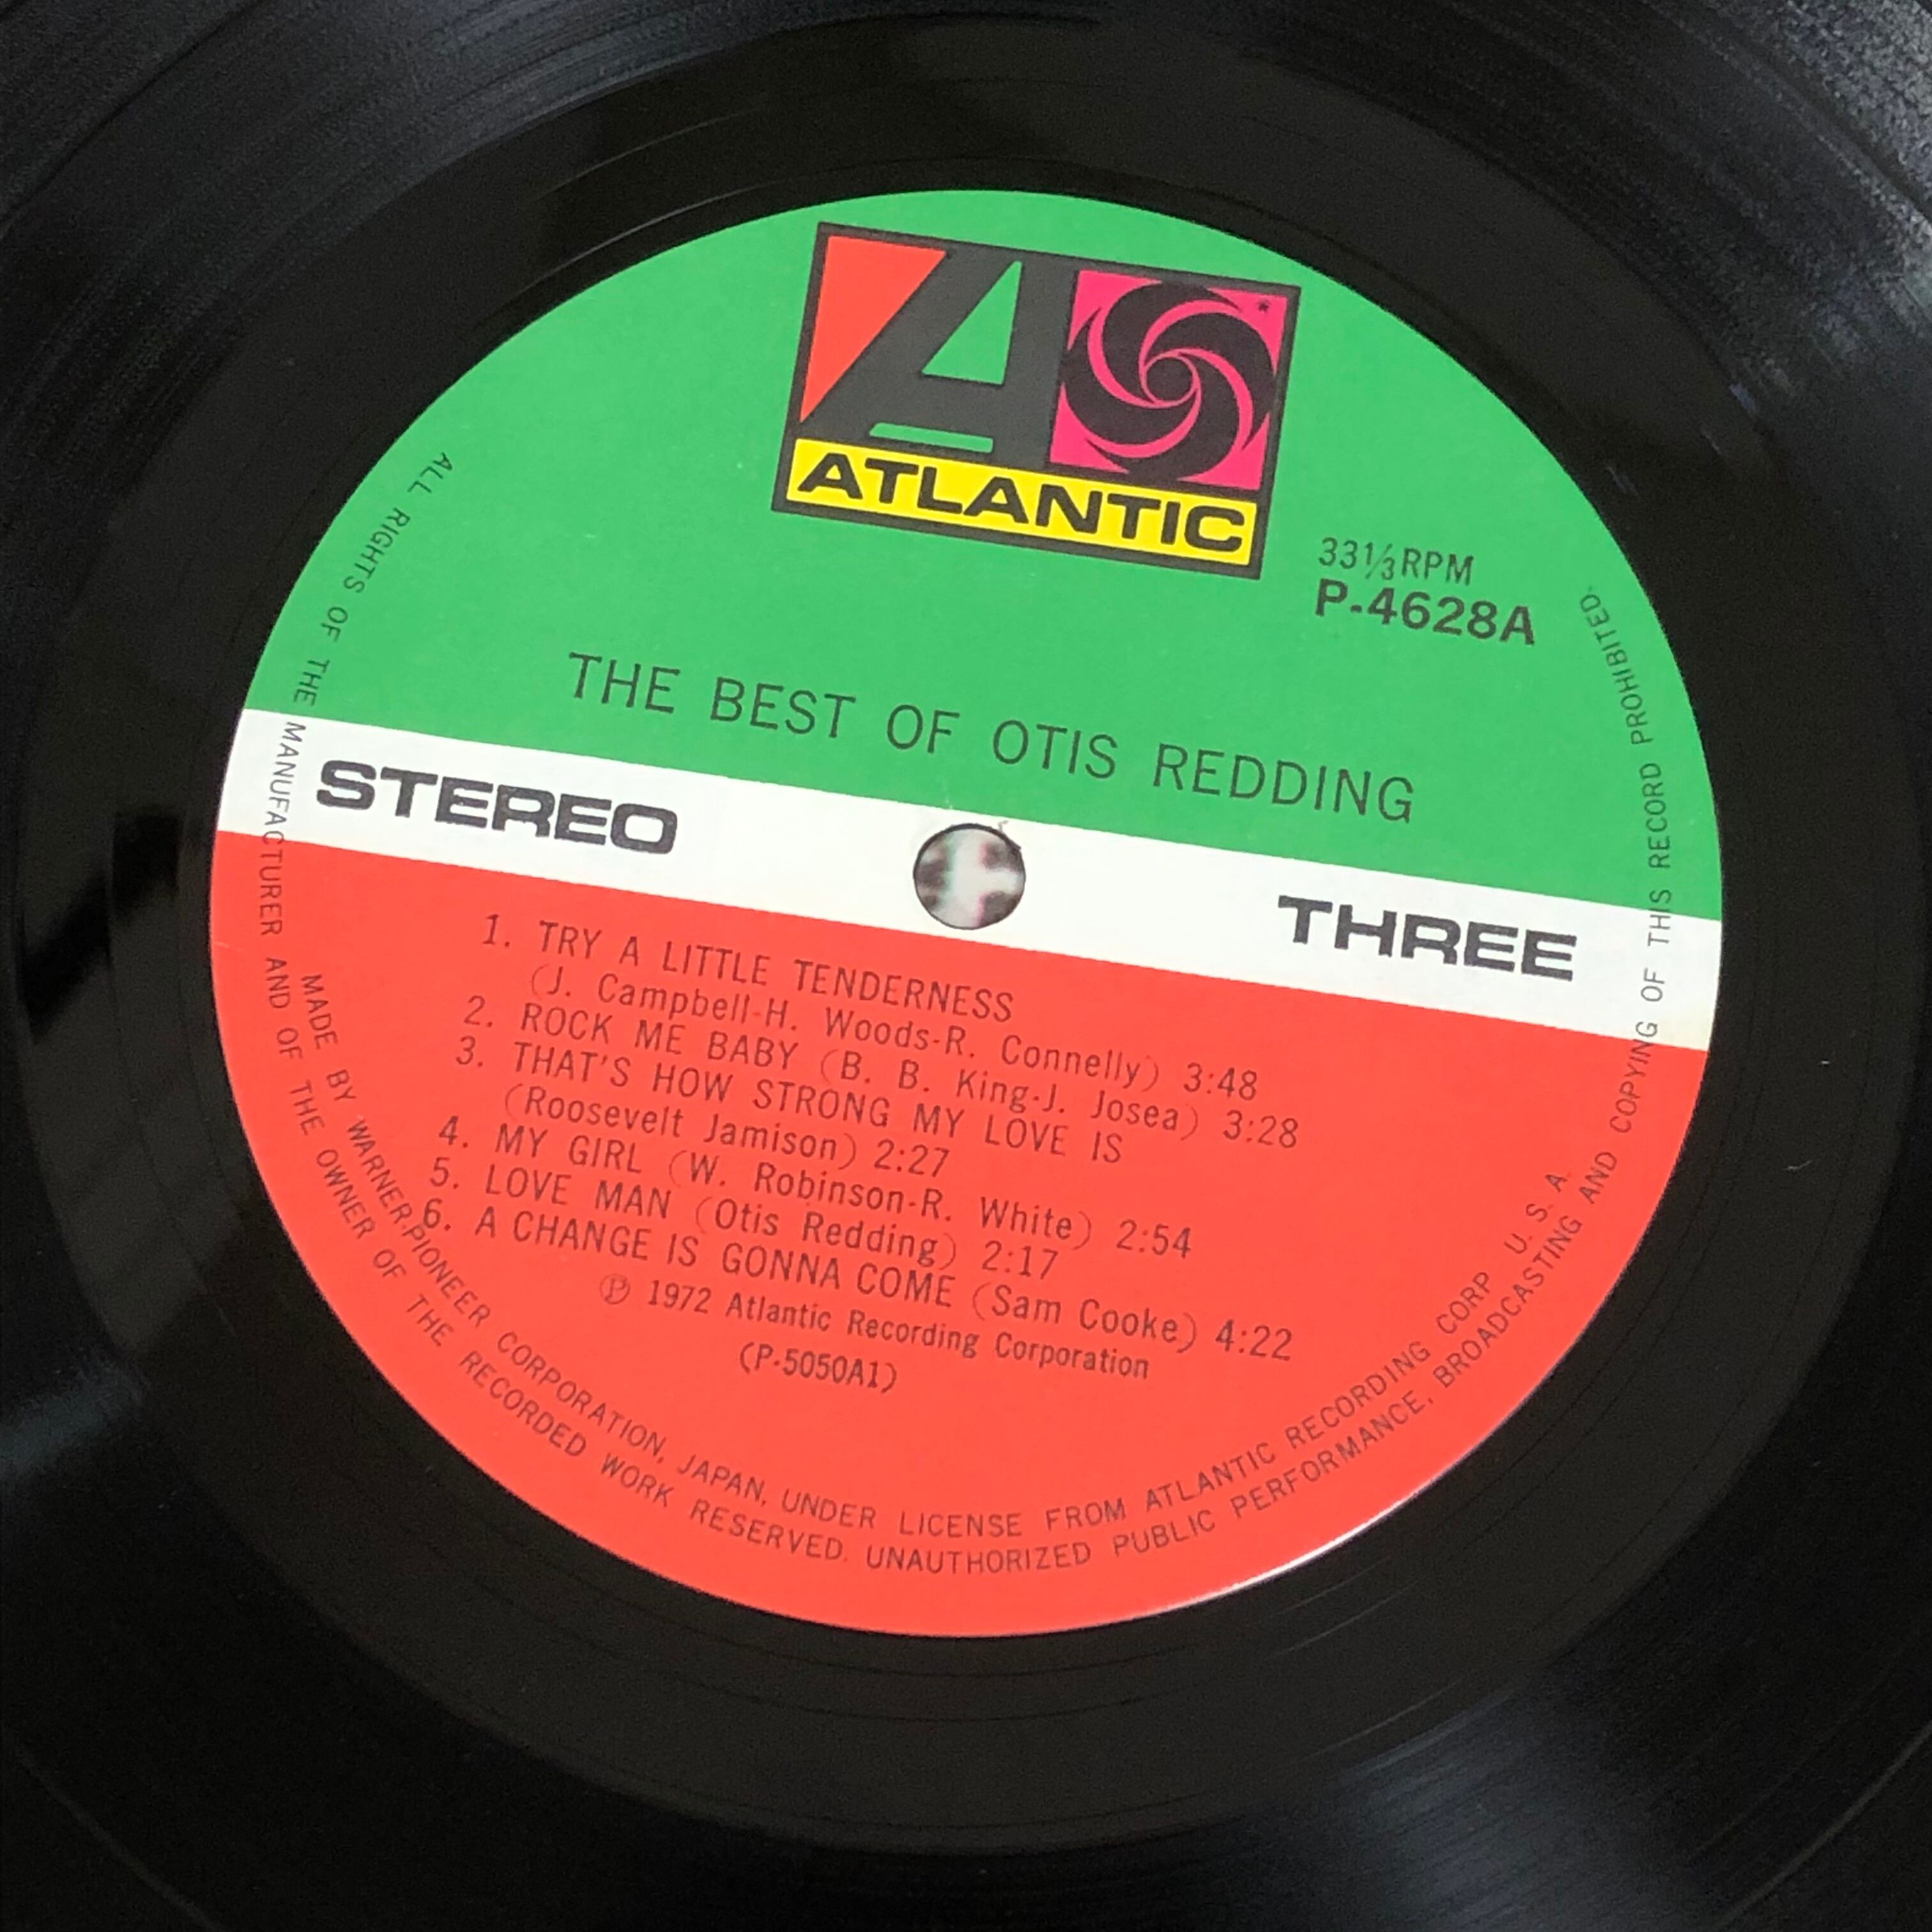 ATLANTIC
33⅓RPM
P-4628A
THE BEST OF OTIS REDDING
STEREO
THREE
1. TRY A LITTLE TENDERNESS
(J. Campbell-H. Woods-R. Connelly) 3:48
2. ROCK ME BABY (B. B. King-J. Josea) 3:28
3. THAT'S HOW STRONG MY LOVE IS
(Roosevelt Jamison) 2:27
4. MY GIRL (W. Robinson-R. White) 2:54
5. LOVE MAN (Otis Redding) 2:17
6. A CHANGE IS GONNA COME (Sam Cooke) 4:22
Ⓟ 1972 Atlantic Recording Corporation
(P-5050A1)
MADE BY WARNER-PIONEER CORPORATION, JAPAN, UNDER LICENSE FROM ATLANTIC RECORDING CORP U. S. A.
ALL RIGHTS OF THE MANUFACTURER AND OF THE OWNER OF THE RECORDED WORK RESERVED. UNAUTHORIZED PUBLIC PERFORMANCE, BROADCASTING AND COPYING OF THIS RECORD PROHIBITED.